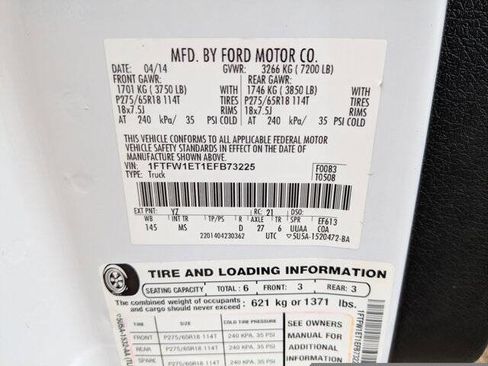 MFD. BY FORD MOTOR CO.
DATE: 04/14 GVWR: 3266 KG ( 7200 LB)
FRONT GAWR: REAR GAWR:
1701 KG ( 3750 LB) WITH 1746 KG ( 3850 LB) WITH
P275/65R18 114T TIRES P275/65R18 114T TIRES
18x7.5J RIMS 18x7.5J RIMS
AT 240 kPa/ 35 PSI COLD AT 240 kPa/ 35 PSI COLD
THIS VEHICLE CONFORMS TO ALL APPLICABLE FEDERAL MOTOR
VEHICLE SAFETY STANDARDS IN EFFECT ON THE DATE OF
MANUFACTURE SHOWN ABOVE.
VIN: 1FTFW1ET1EFB73225 F0083
TYPE: Truck T0508
EXT PNT: YZ RC: 21 DSO:
WB INT TR TP/PS R AXLE TR SPR EF613
145 MS D 27 6 UUAA COA
2201404230362 UTC 5U5A-1520472-BA
TIRE AND LOADING INFORMATION
SEATING CAPACITY TOTAL : 6 FRONT : 3 REAR : 3
The combined weight of occupants and cargo should never exceed 621 kg or 1371 lbs.
TIRE SIZE COLD TIRE PRESSURE SEE OWNERS
FRONT P275/65R18 114T 240 KPA, 35 PSI MANUAL FOR
REAR P275/65R18 114T 240 KPA, 35 PSI ADDITIONAL
SPARE P275/65R18 114T 240 KPA, 35 PSI INFORMATION